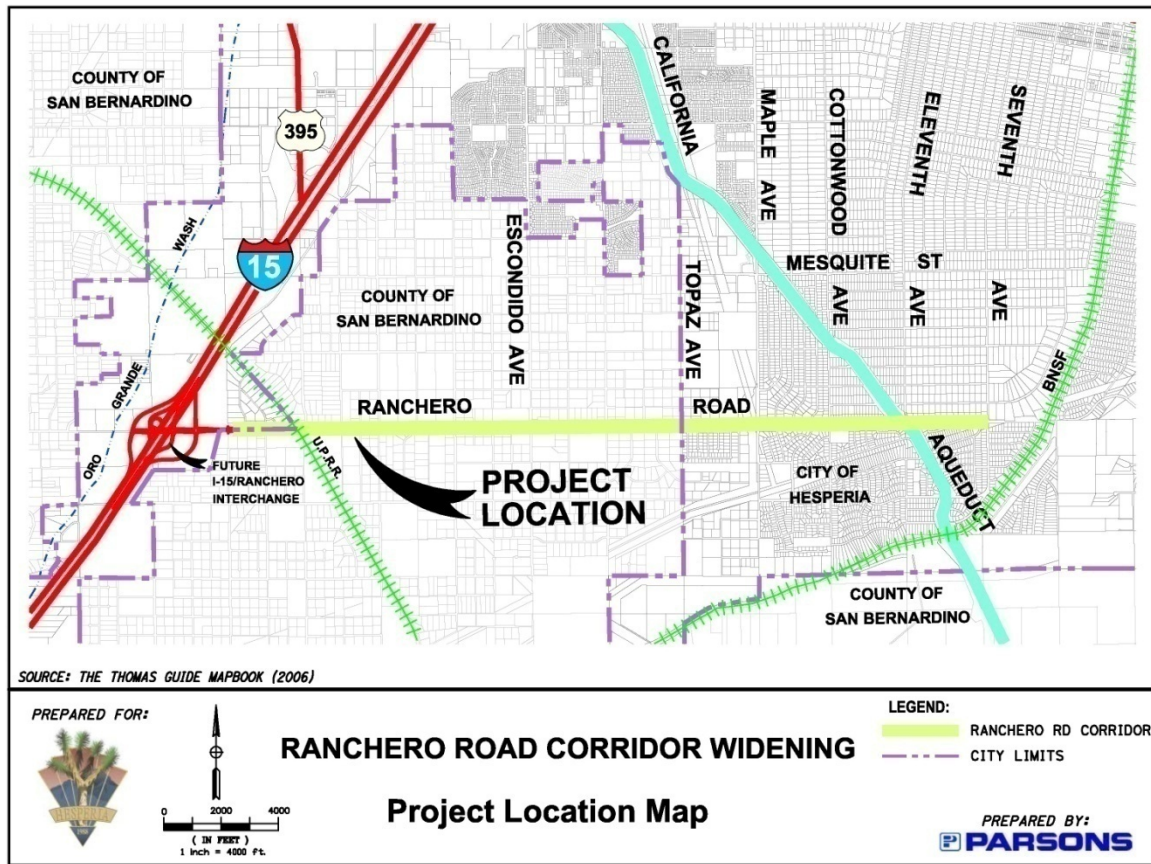 COUNTY OF
SAN BERNARDINO
395
15
WASH
GRANDE
ORO
CALIFORNIA
MAPLE AVE
COTTONWOOD
AVE
ELEVENTH
AVE
SEVENTH
AVE
MESQUITE ST
ESCONDIDO AVE
TOPAZ AVE
COUNTY OF
SAN BERNARDINO
BNSF
RANCHERO ROAD
U.P.R.R.
FUTURE
I-15/RANCHERO
INTERCHANGE
PROJECT
LOCATION
CITY OF
HESPERIA
AQUEDUCT
COUNTY OF
SAN BERNARDINO
SOURCE: THE THOMAS GUIDE MAPBOOK (2006)
PREPARED FOR:
HESPERIA
0 2000 4000
( IN FEET )
1 inch = 4000 ft.
RANCHERO ROAD CORRIDOR WIDENING
Project Location Map
LEGEND:
RANCHERO RD CORRIDOR
CITY LIMITS
PREPARED BY:
PARSONS